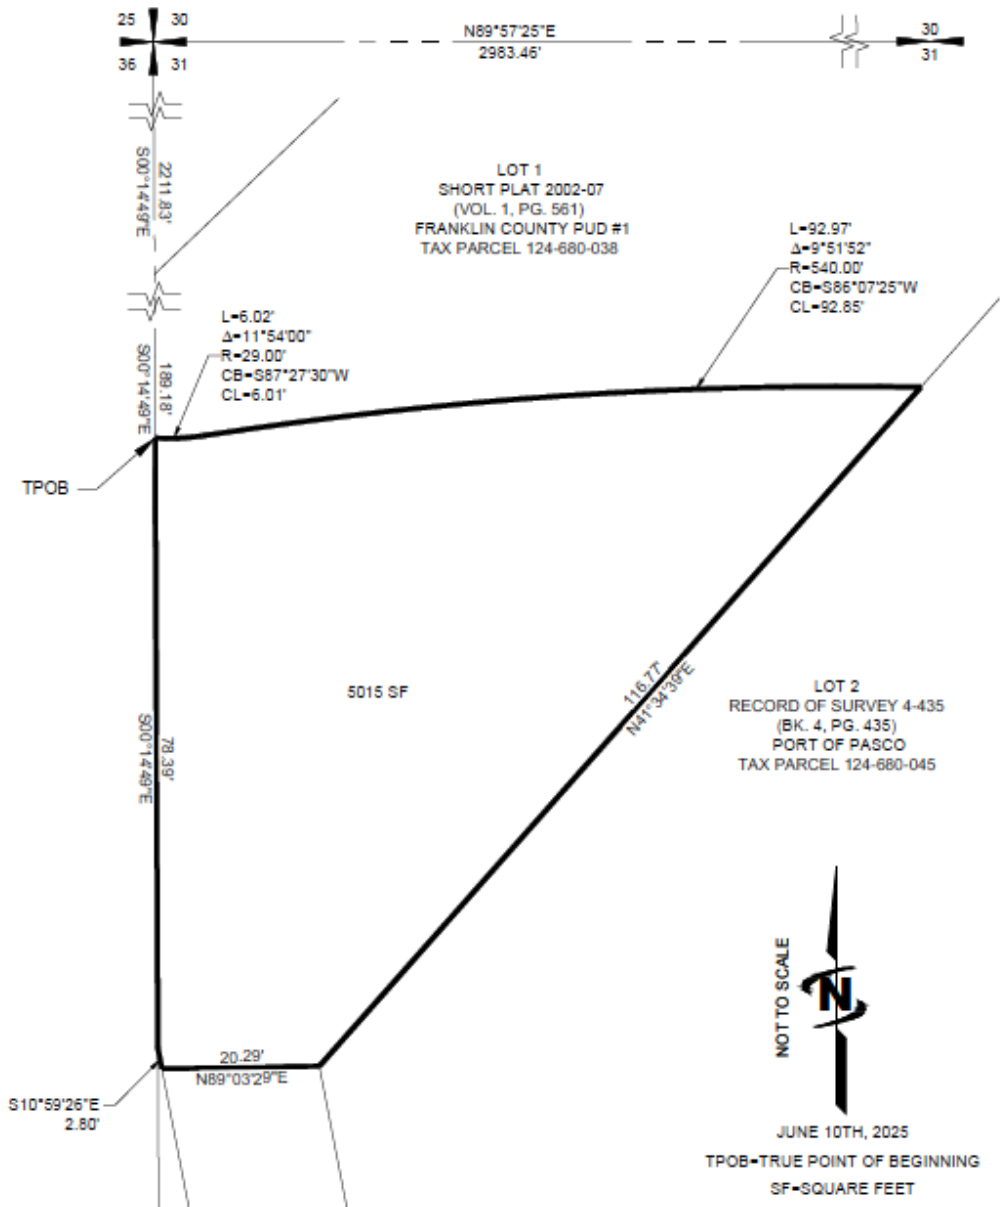 25 30
36 31
N89°57'25"E
2983.46'
30
31
2211.83'
S00°14'49"E
LOT 1
SHORT PLAT 2002-07
(VOL. 1, PG. 561)
FRANKLIN COUNTY PUD #1
TAX PARCEL 124-680-038
L=92.97'
Δ=9°51'52"
R=540.00'
CB=S86°07'25"W
CL=92.85'
L=6.02'
Δ=11°54'00"
R=29.00'
CB=S87°27'30"W
CL=6.01'
189.18'
S00°14'49"E
TPOB
5015 SF
116.77'
N41°34'39"E
LOT 2
RECORD OF SURVEY 4-435
(BK. 4, PG. 435)
PORT OF PASCO
TAX PARCEL 124-680-045
78.39'
S00°14'49"E
NOT TO SCALE
N
20.29'
N89°03'29"E
S10°59'26"E
2.80'
JUNE 10TH, 2025
TPOB=TRUE POINT OF BEGINNING
SF=SQUARE FEET